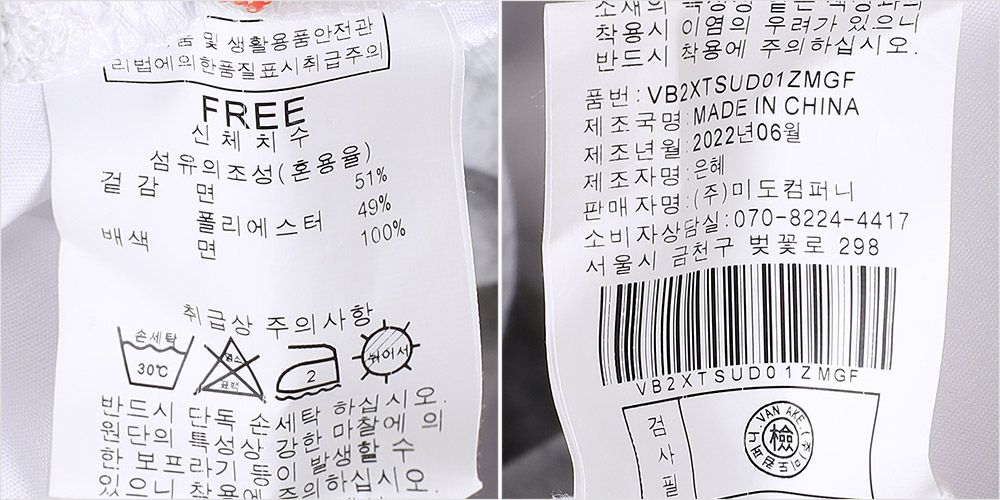 품 및 생활용품안전관
리법에의한품질표시취급주의
FREE
신체치수
섬유의조성(혼용율)
겉감 면 51%
폴리에스터 49%
배색 면 100%
취급상 주의사항
손세탁 30℃
염소 표백
2
뉘어서
반드시 단독 손세탁 하십시오.
원단의 특성상 강한 마찰에 의
한 보프라기 등이 발생할 수
있으니 착용에 주의하십시오.
소재의 특성상 짙은 색상과의
착용시 이염의 우려가 있으니
반드시 착용에 주의하십시오.
품번:VB2XTSUD01ZMGF
제조국명:MADE IN CHINA
제조년월:2022년06월
제조자명:은혜
판매자명:(주)미도컴퍼니
소비자상담실:070-8224-4417
서울시 금천구 벚꽃로 298
VB2XTSUD01ZMGF
검사필
VAN AKE. (주)미도컴퍼니
檢